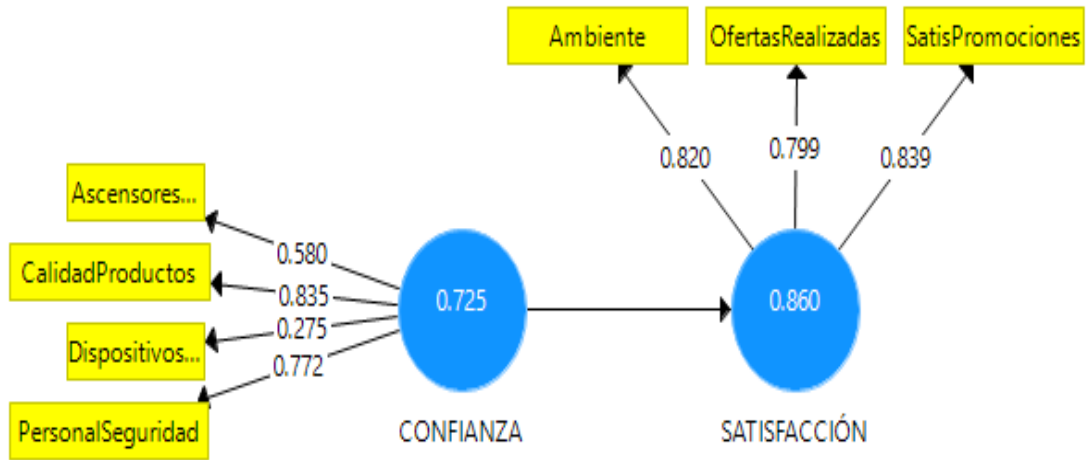 Ambiente
OfertasRealizadas
SatisPromociones
0.820
0.799
0.839
Ascensores...
CalidadProductos
Dispositivos...
PersonalSeguridad
0.580
0.835
0.275
0.772
0.725
0.860
CONFIANZA
SATISFACCIÓN